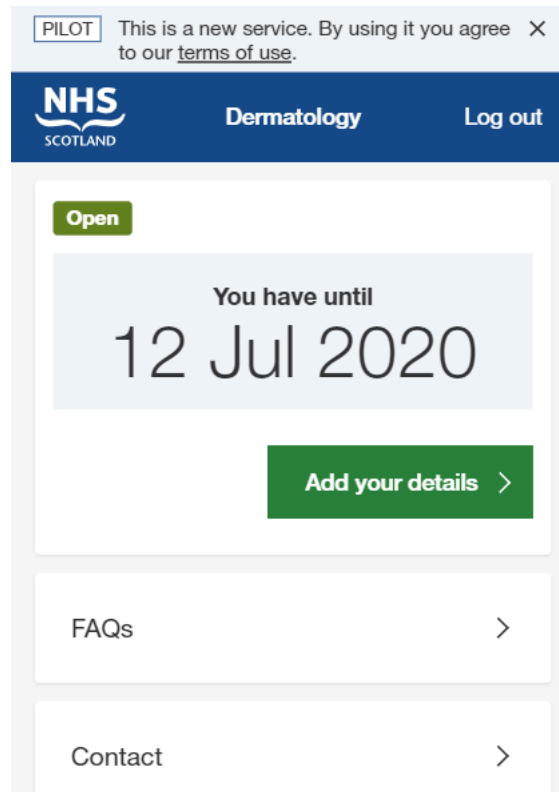 PILOT This is a new service. By using it you agree
to our terms of use.
NHS
SCOTLAND
Dermatology
Log out
Open
You have until
12 Jul 2020
Add your details
FAQs
Contact